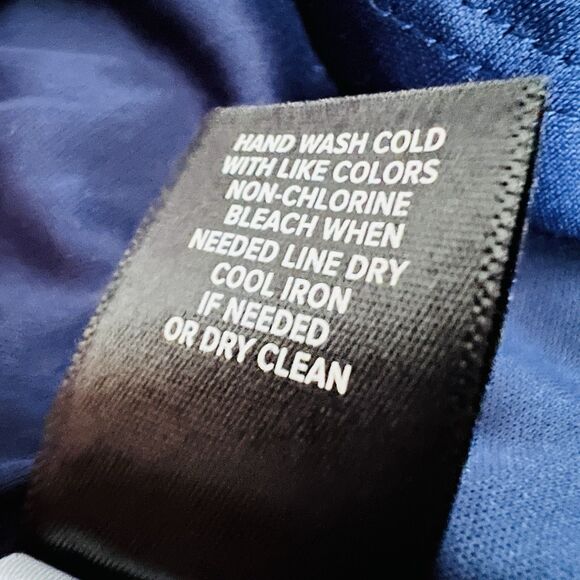 HAND WASH COLD
WITH LIKE COLORS
NON-CHLORINE
BLEACH WHEN
NEEDED LINE DRY
COOL IRON
IF NEEDED
OR DRY CLEAN